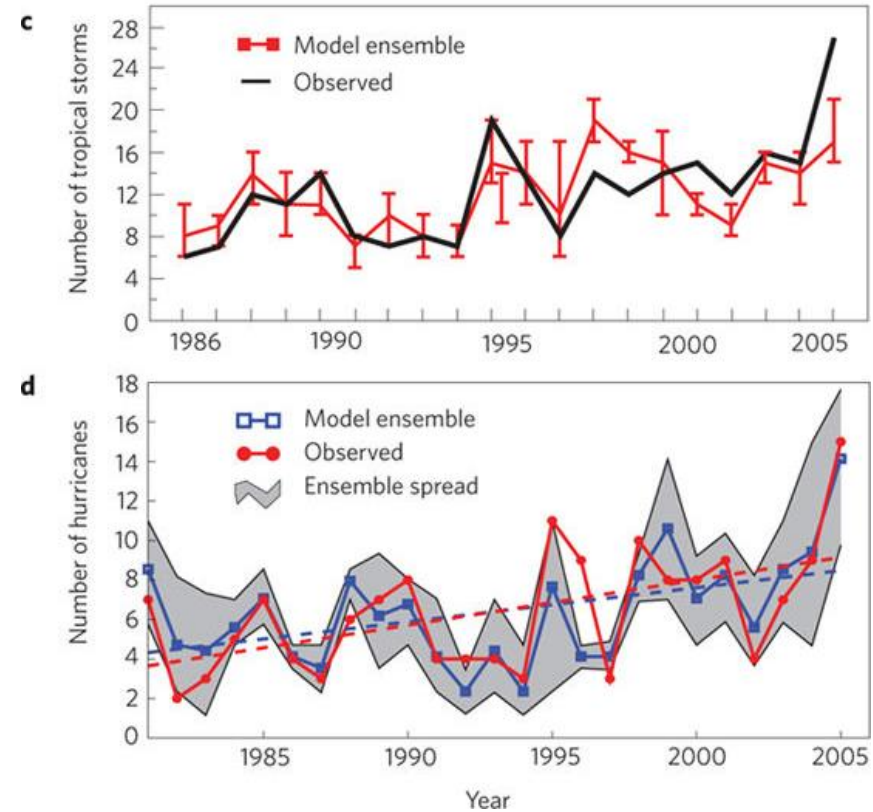 c
Number of tropical storms
28
24
20
16
12
8
4
0
Model ensemble
Observed
1986 1990 1995 2000 2005
d
Number of hurricanes
18
16
14
12
10
8
6
4
2
0
Model ensemble
Observed
Ensemble spread
1985 1990 1995 2000 2005
Year